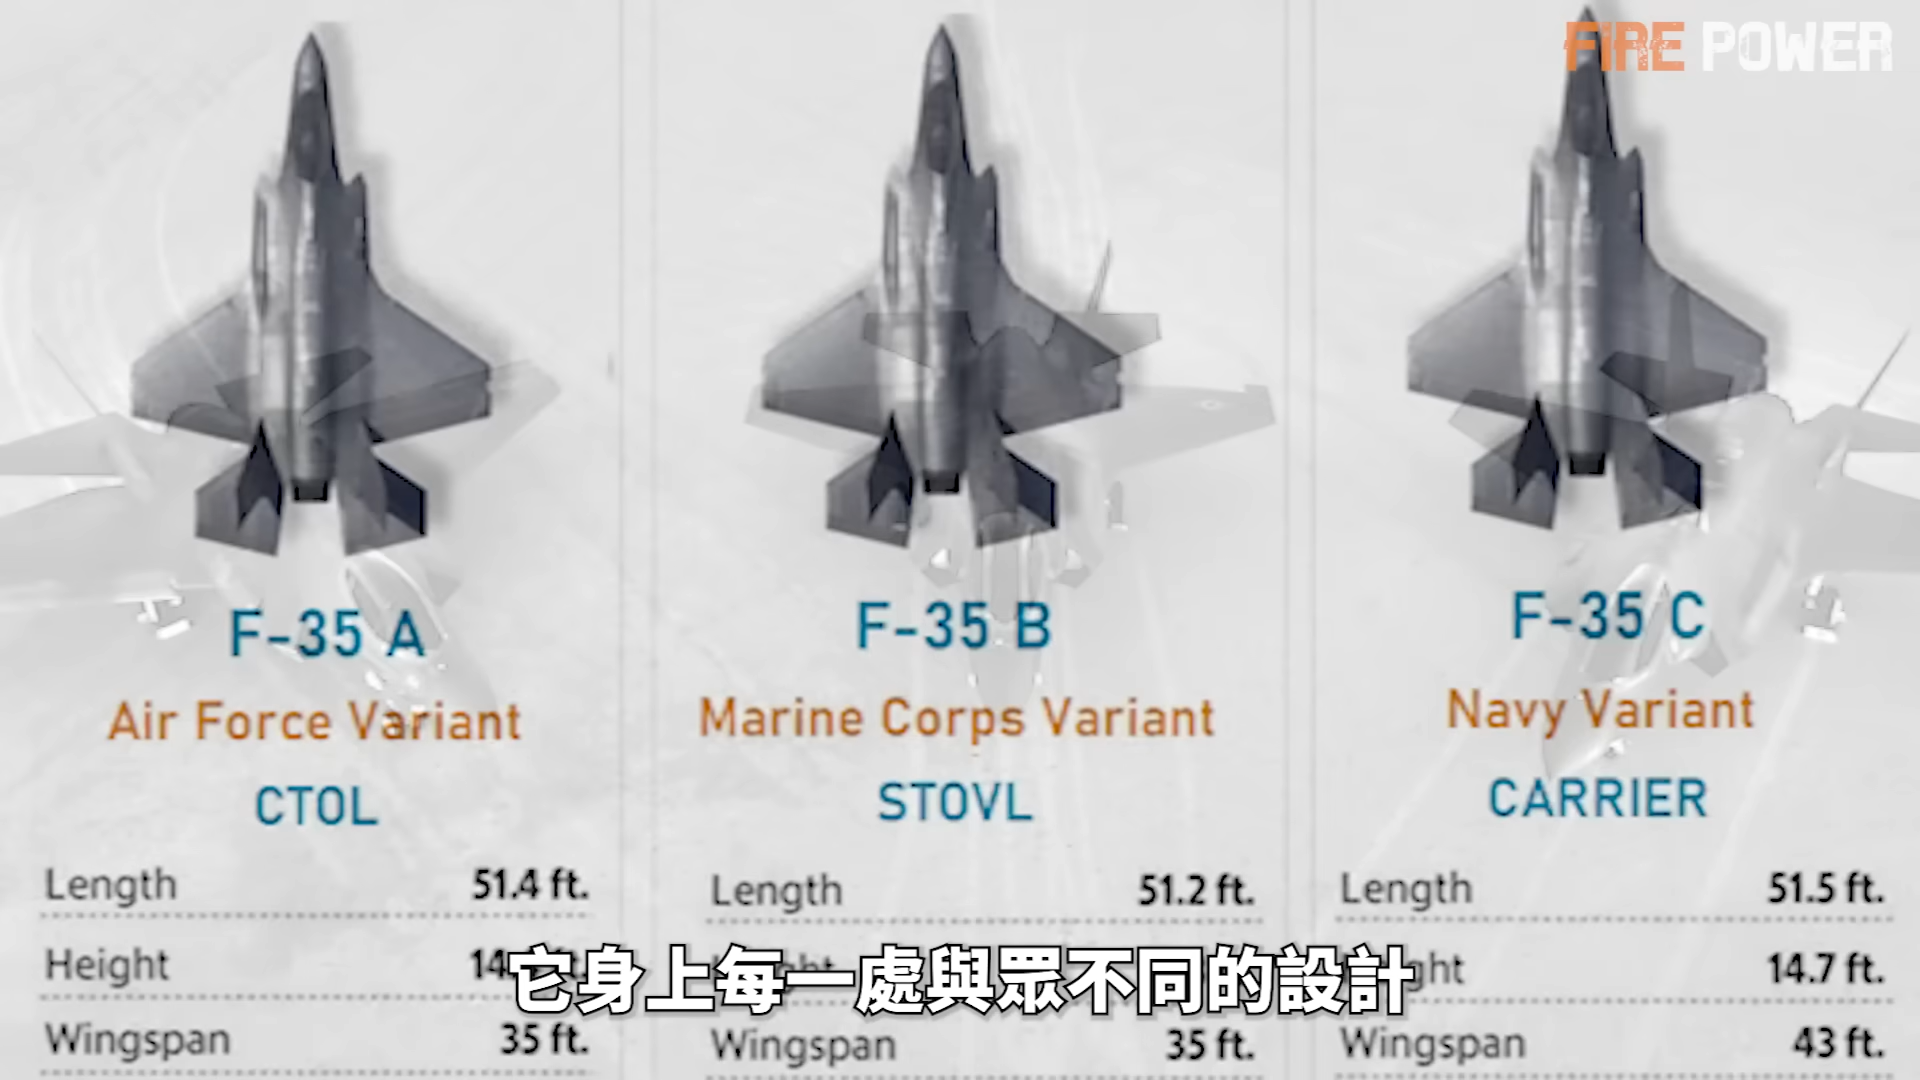 FIRE POWER
F-35 A
Air Force Variant
CTOL
Length 51.4 ft.
Height
Wingspan 35 ft.
F-35 B
Marine Corps Variant
STOVL
Length 51.2 ft.
Wingspan 35 ft.
F-35 C
Navy Variant
CARRIER
Length 51.5 ft.
14.7 ft.
Wingspan 43 ft.
它身上每一處與眾不同的設計